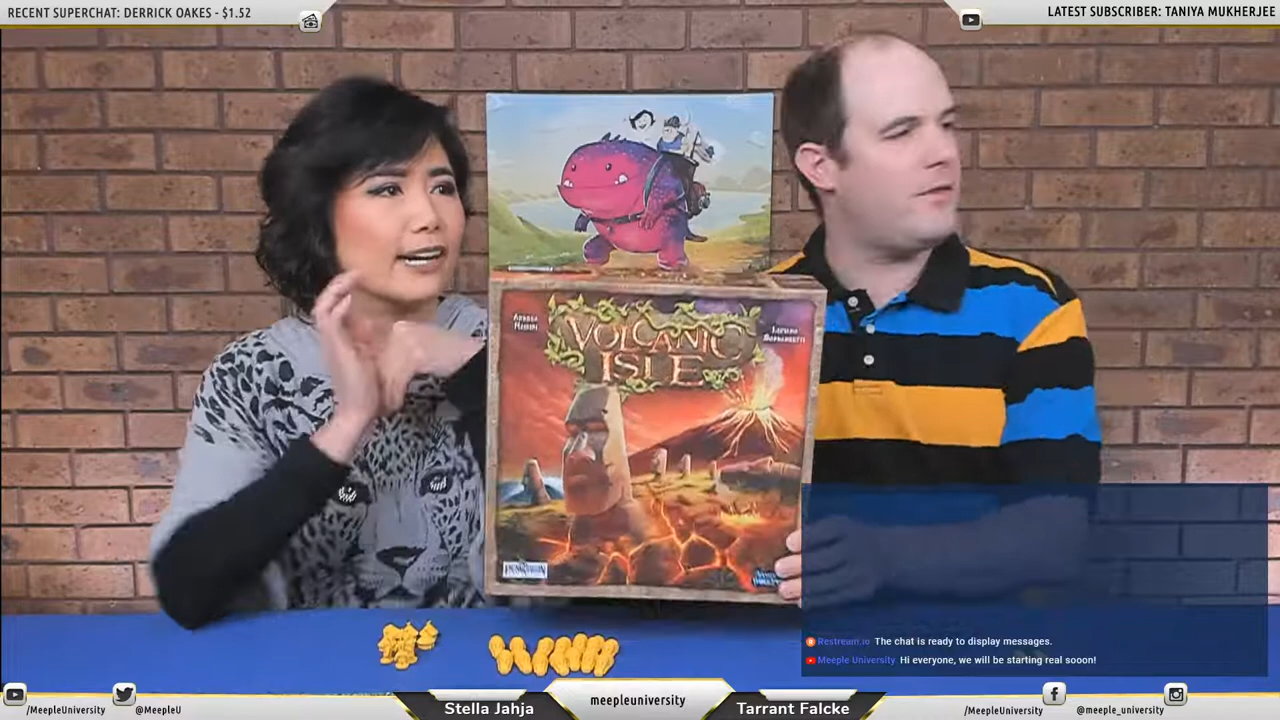 RECENT SUPERCHAT: DERRICK OAKES - $1.52
LATEST SUBSCRIBER: TANIYA MUKHERJEE
VOLCANIC
ISLE
Restream.io The chat is ready to display messages.
Meeple University Hi everyone, we will be starting real sooon!
/MeepleUniversity
@MeepleU
Stella Jahja
meepleuniversity
Tarrant Falcke
/MeepleUniversity
@meeple_university